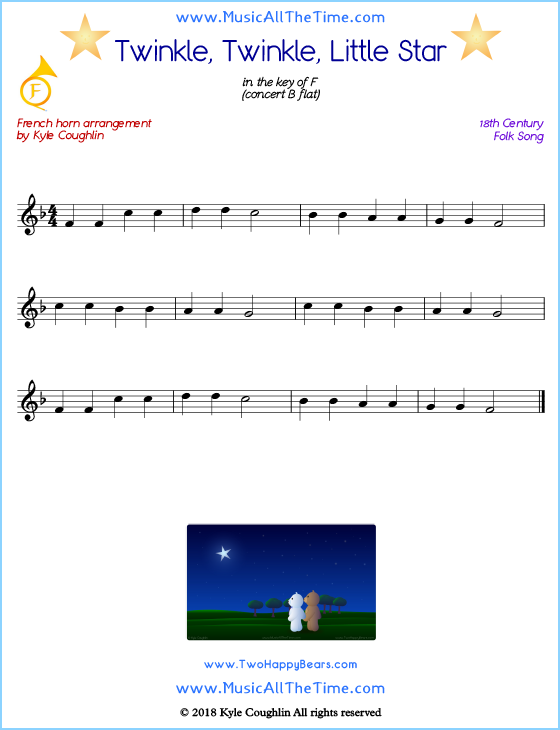 www.MusicAllTheTime.com
Twinkle, Twinkle, Little Star
in the key of F
(concert B flat)
F
French horn arrangement
by Kyle Coughlin
18th Century
Folk Song
4
4
www.TwoHappyBears.com
www.MusicAllTheTime.com
© 2018 Kyle Coughlin All rights reserved